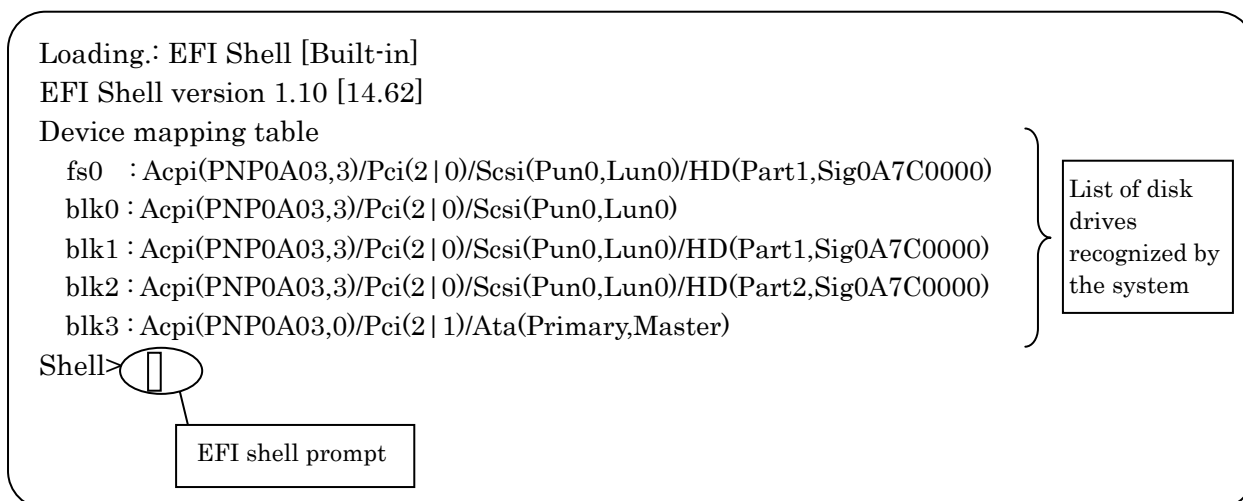 Loading.: EFI Shell [Built-in]
EFI Shell version 1.10 [14.62]
Device mapping table
fs0 : Acpi(PNP0A03,3)/Pci(2|0)/Scsi(Pun0,Lun0)/HD(Part1,Sig0A7C0000)
blk0 : Acpi(PNP0A03,3)/Pci(2|0)/Scsi(Pun0,Lun0)
blk1 : Acpi(PNP0A03,3)/Pci(2|0)/Scsi(Pun0,Lun0)/HD(Part1,Sig0A7C0000)
blk2 : Acpi(PNP0A03,3)/Pci(2|0)/Scsi(Pun0,Lun0)/HD(Part2,Sig0A7C0000)
blk3 : Acpi(PNP0A03,0)/Pci(2|1)/Ata(Primary,Master)
Shell>
List of disk
drives
recognized by
the system
EFI shell prompt